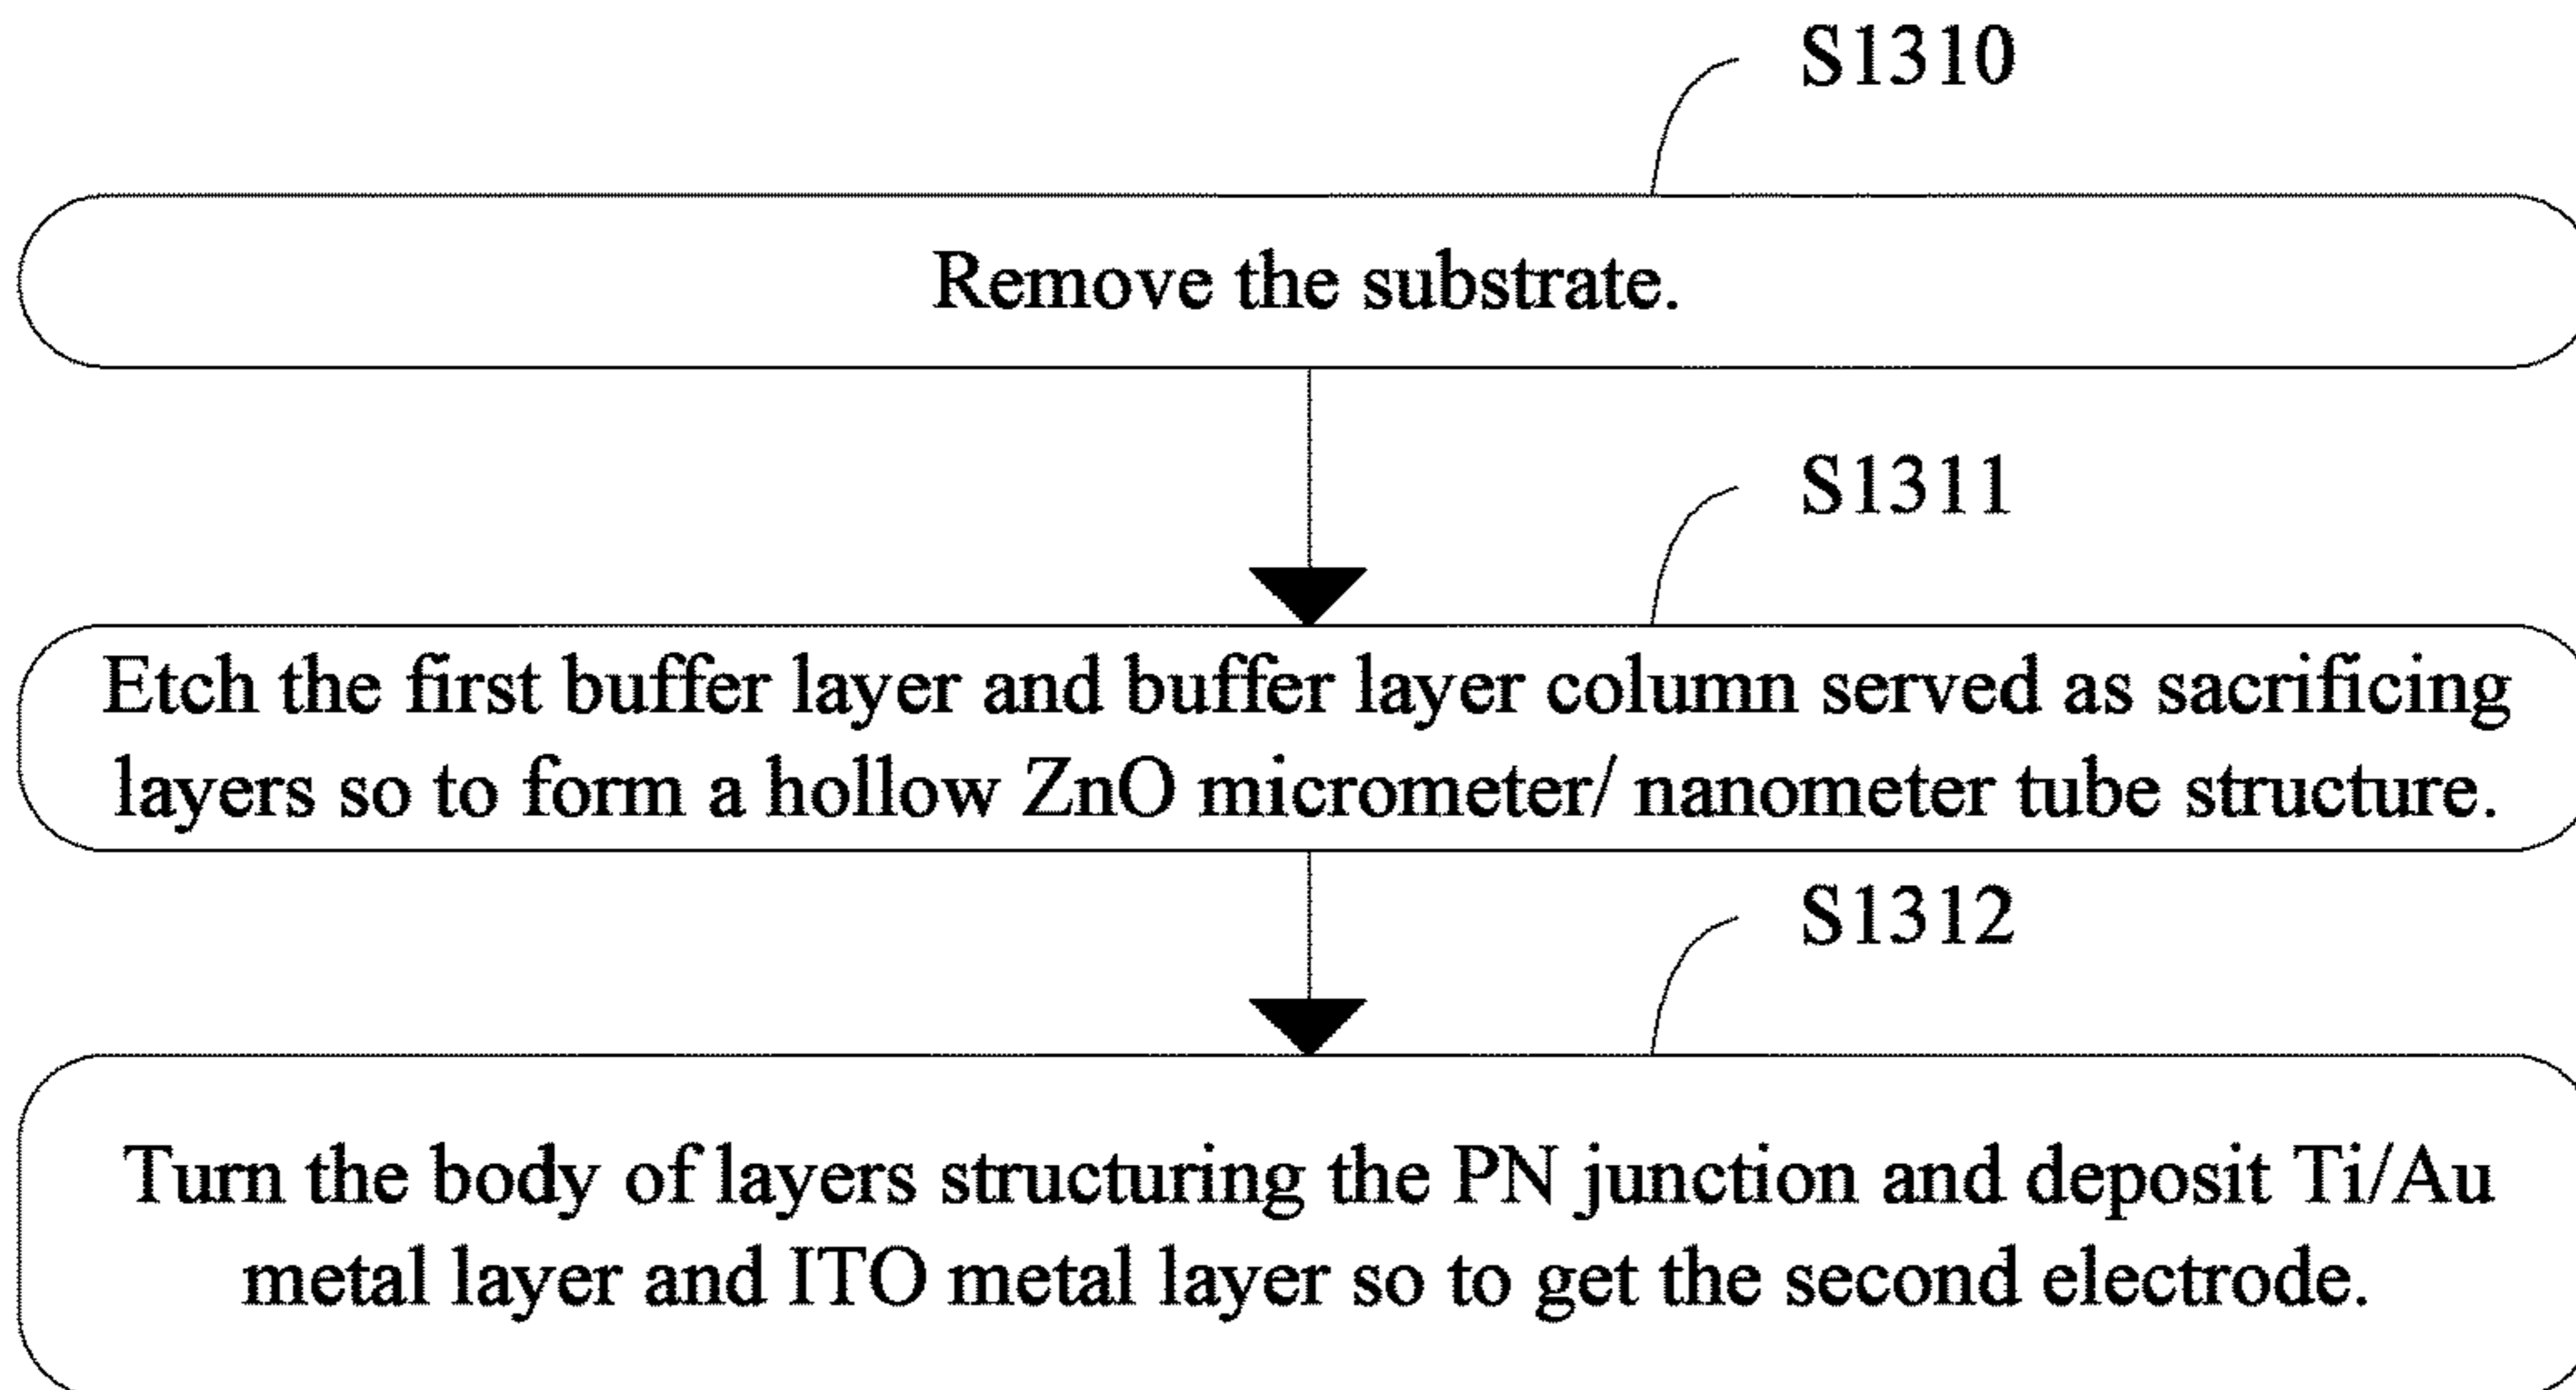 S1310
Remove the substrate.
S1311
Etch the first buffer layer and buffer layer column served as sacrificing
layers so to form a hollow ZnO micrometer/ nanometer tube structure.
S1312
Turn the body of layers structuring the PN junction and deposit Ti/Au
metal layer and ITO metal layer so to get the second electrode.